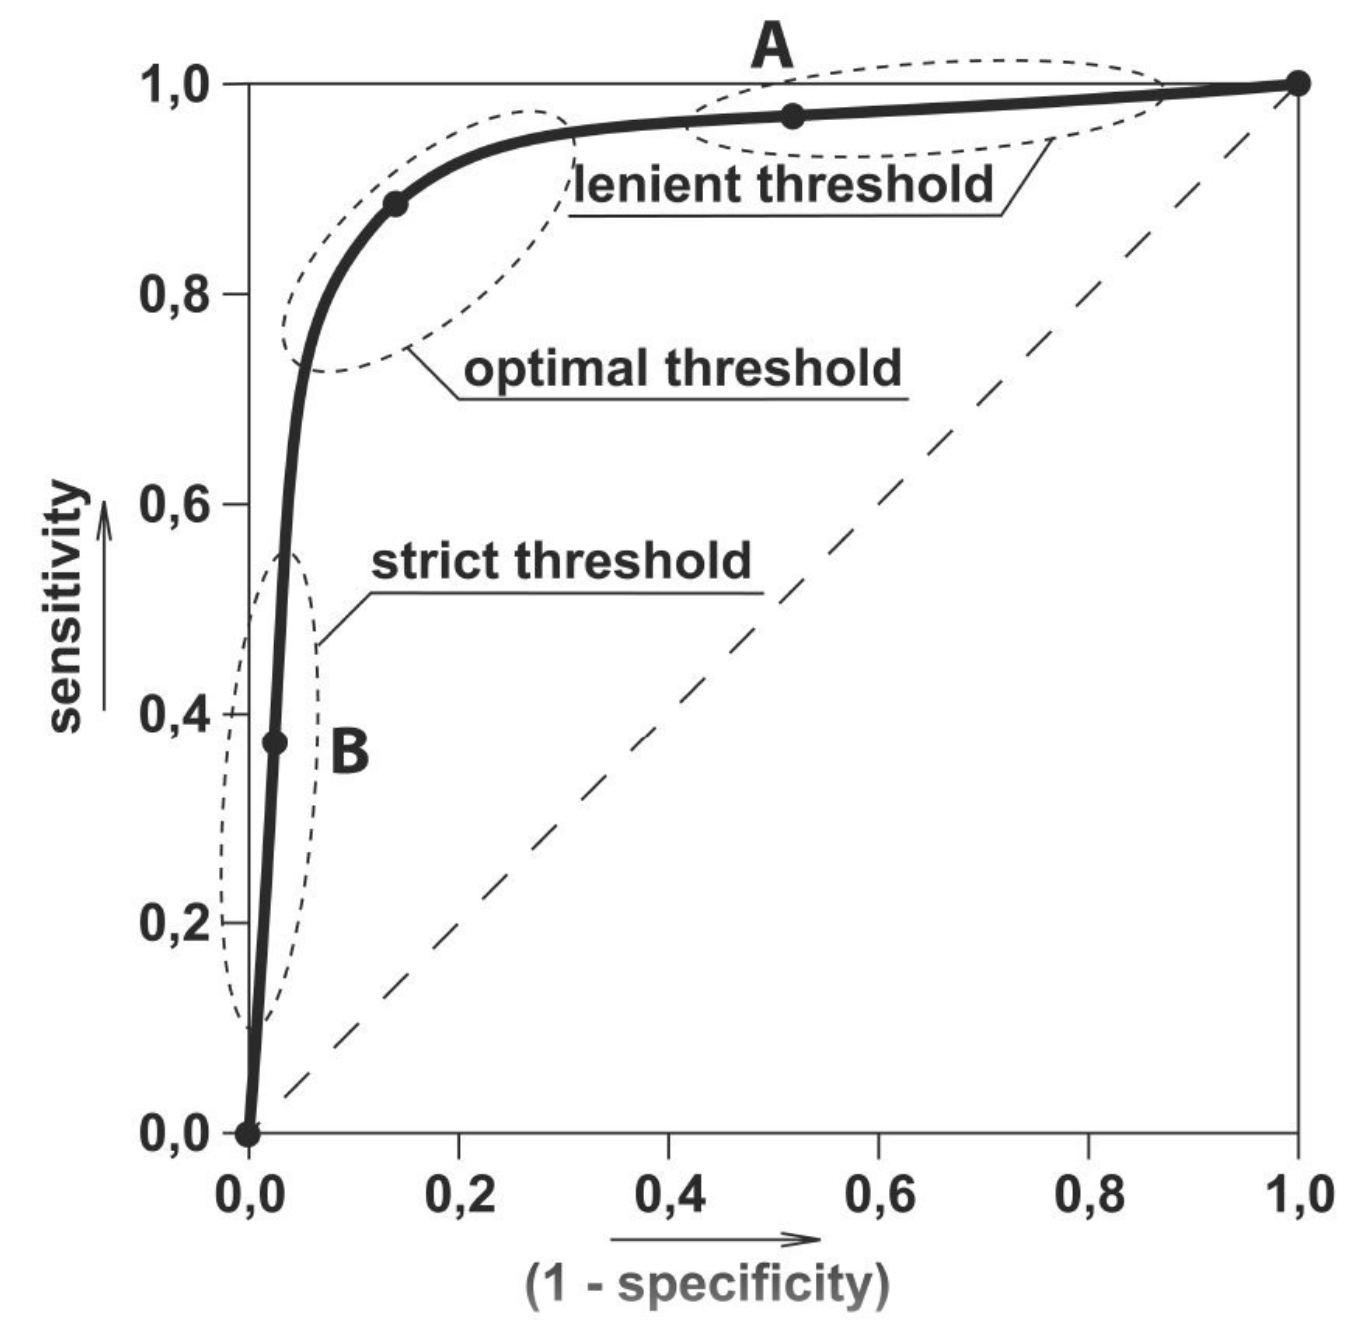 A
1,0
lenient threshold
0,8
optimal threshold
0,6
strict threshold
sensitivity
0,4
B
0,2
0,0
0,0 0,2 0,4 0,6 0,8 1,0
(1 - specificity)